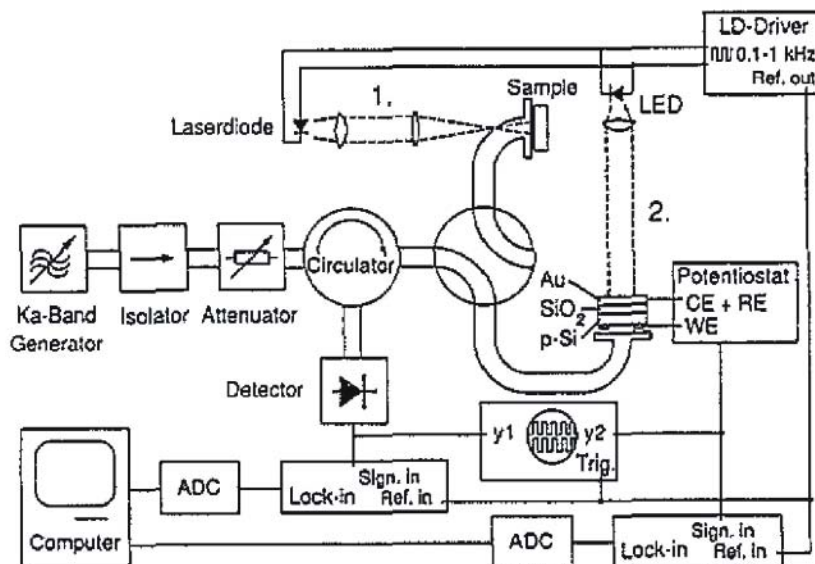 LD-Driver
0.1-1 kHz
Ref. out
Sample
1.
LED
Laserdiode
2.
Circulator
Au
SiO2
p-Si
Potentiostat
CE + RE
WE
Ka-Band
Generator
Isolator
Attenuator
Detector
y1
y2
Trig.
Sign. in
Ref. in
Lock-in
ADC
Computer
ADC
Sign. in
Ref. in
Lock-in